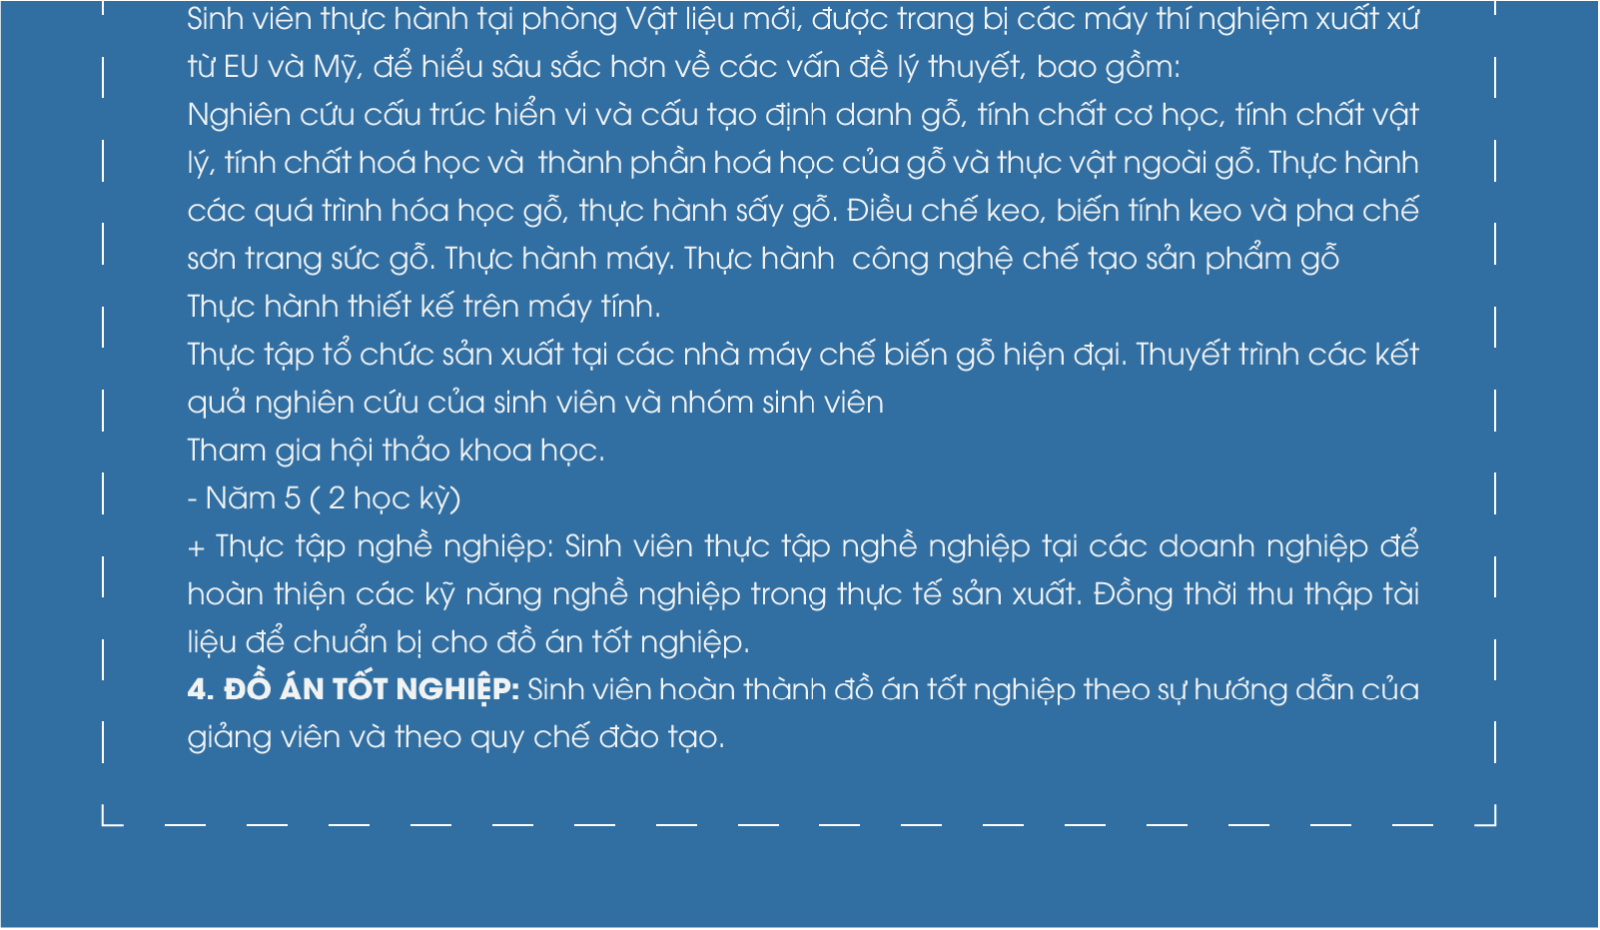 Sinh viên thực hành tại phòng Vật liệu mới, được trang bị các máy thí nghiệm xuất xứ
từ EU và Mỹ, để hiểu sâu sắc hơn về các vấn đề lý thuyết, bao gồm:
Nghiên cứu cấu trúc hiển vi và cấu tạo định danh gỗ, tính chất cơ học, tính chất vật
lý, tính chất hoá học và thành phần hoá học của gỗ và thực vật ngoài gỗ. Thực hành
các quá trình hóa học gỗ, thực hành sấy gỗ. Điều chế keo, biến tính keo và pha chế
sơn trang sức gỗ. Thực hành máy. Thực hành công nghệ chế tạo sản phẩm gỗ
Thực hành thiết kế trên máy tính.
Thực tập tổ chức sản xuất tại các nhà máy chế biến gỗ hiện đại. Thuyết trình các kết
quả nghiên cứu của sinh viên và nhóm sinh viên
Tham gia hội thảo khoa học.
- Năm 5 ( 2 học kỳ)
+ Thực tập nghề nghiệp: Sinh viên thực tập nghề nghiệp tại các doanh nghiệp để
hoàn thiện các kỹ năng nghề nghiệp trong thực tế sản xuất. Đồng thời thu thập tài
liệu để chuẩn bị cho đồ án tốt nghiệp.
4. ĐỒ ÁN TỐT NGHIỆP: Sinh viên hoàn thành đồ án tốt nghiệp theo sự hướng dẫn của
giảng viên và theo quy chế đào tạo.